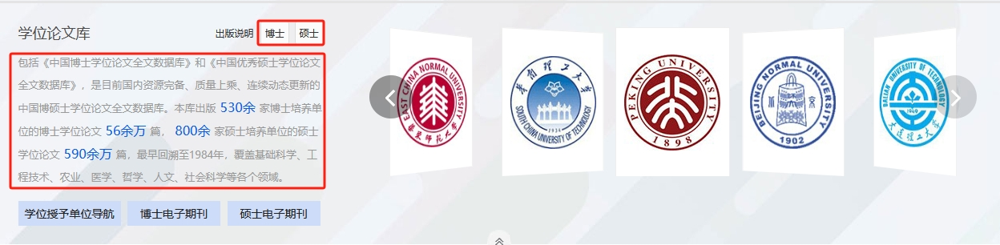 学位论文库
出版说明 博士 硕士
包括《中国博士学位论文全文数据库》和《中国优秀硕士学位论文
全文数据库》，是目前国内资源完备、质量上乘、连续动态更新的
中国博硕士学位论文全文数据库。本库出版 530余 家博士培养单
位的博士学位论文 56余万 篇， 800余 家硕士培养单位的硕士
学位论文 590余万 篇，最早回溯至1984年，覆盖基础科学、工
程技术、农业、医学、哲学、人文、社会科学等各个领域。
学位授予单位导航 博士电子期刊 硕士电子期刊
EAST CHINA NORMAL UNIVERSITY
華東師范大学
华南理工大学
SOUTH CHINA UNIVERSITY OF TECHNOLOGY
PEKING UNIVERSITY
1898
BEIJING NORMAL UNIVERSITY
1902
DALIAN UNIVERSITY OF TECHNOLOGY
1949
大连理工大学